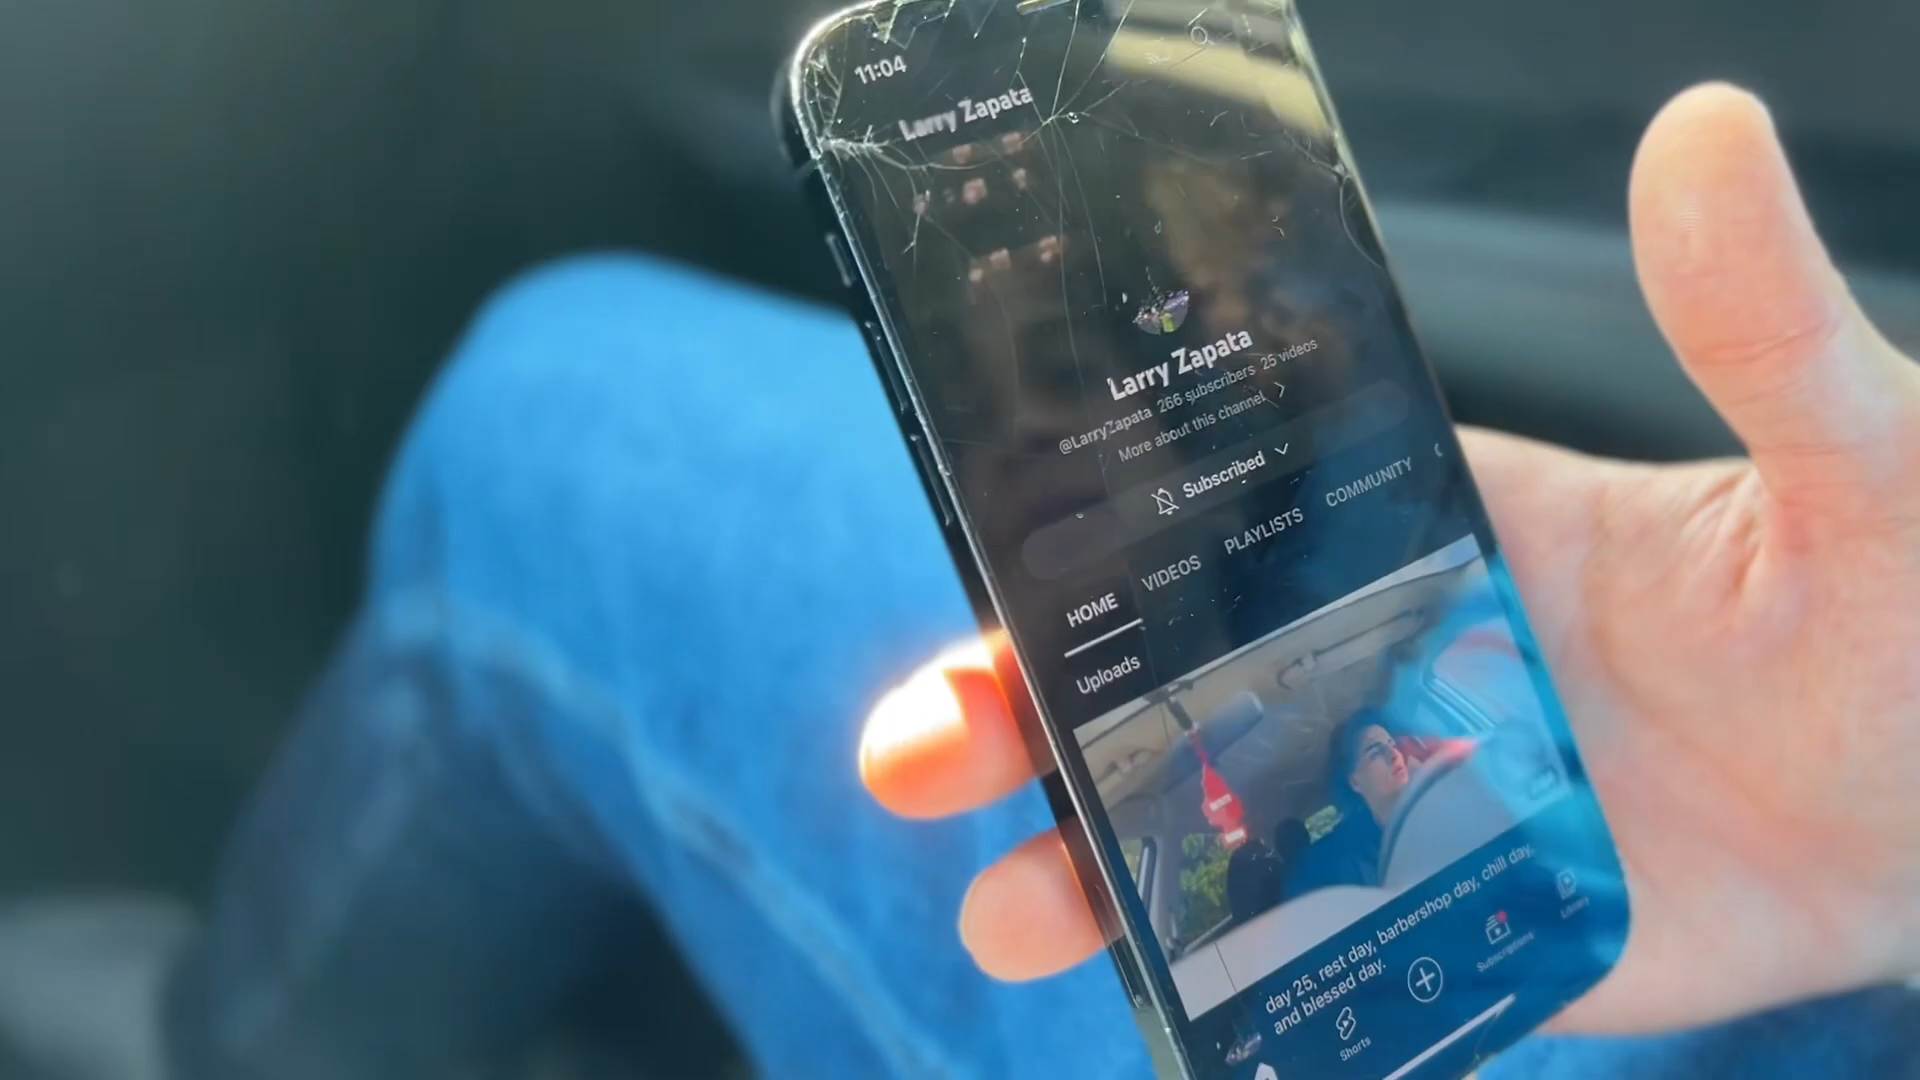 11:04
Larry Zapata
Larry Zapata
@LarryZapata 266 subscribers 25 videos
More about this channel
Subscribed
HOME VIDEOS PLAYLISTS COMMUNITY
Uploads
day 25, rest day, barbershop day, chill day,
and blessed day.
Shorts
Subscriptions
Library